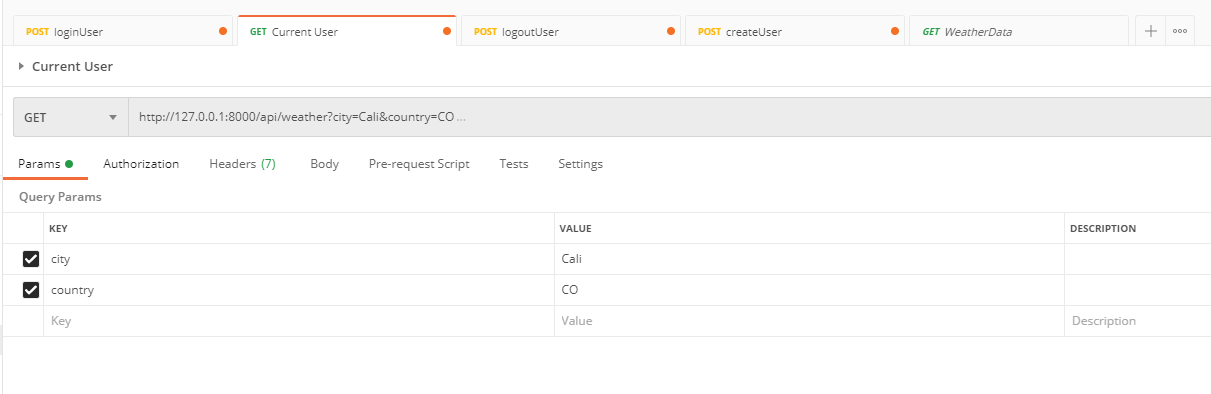 POST loginUser GET Current User POST logoutUser POST createUser GET WeatherData
Current User
GET http://127.0.0.1:8000/api/weather?city=Cali&country=CO ...
Params Authorization Headers (7) Body Pre-request Script Tests Settings
Query Params
KEY VALUE DESCRIPTION
city Cali
country CO
Key Value Description